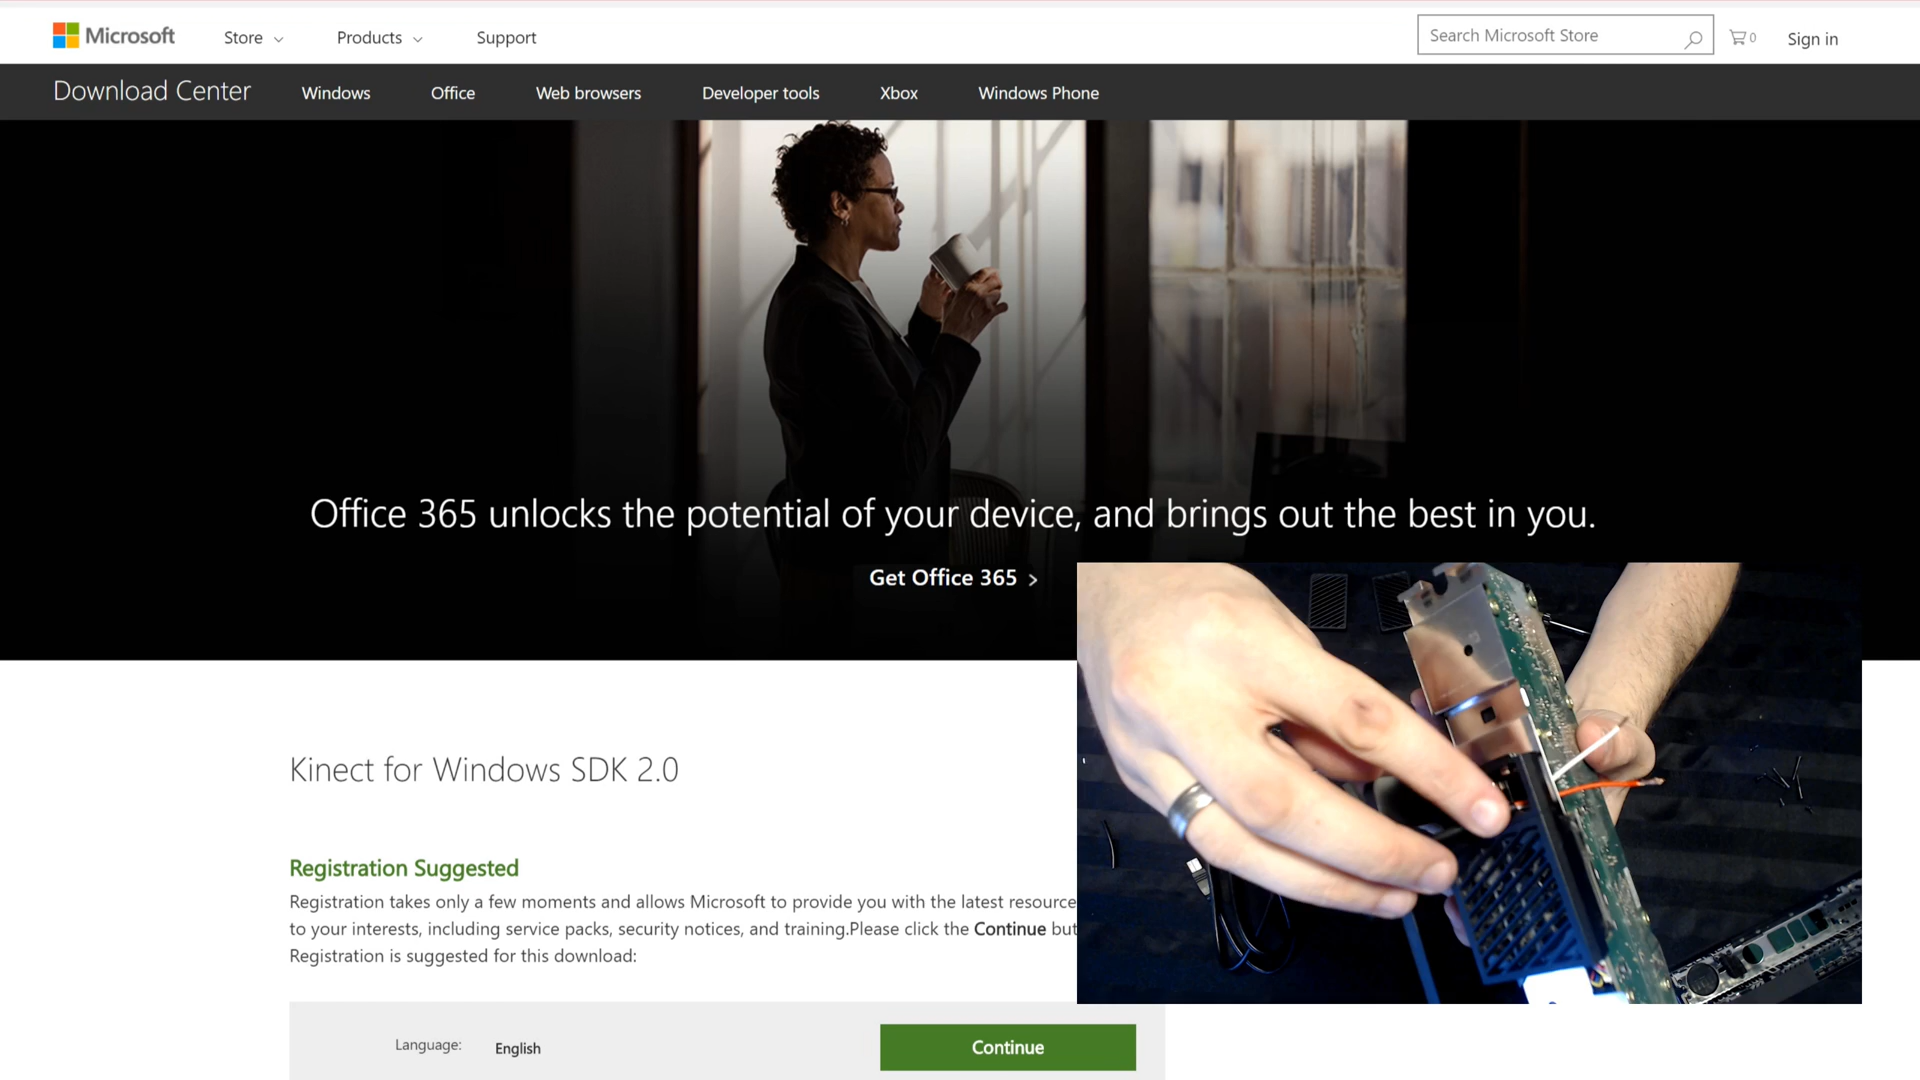 Microsoft Store Products Support Search Microsoft Store 0 Sign in
Download Center Windows Office Web browsers Developer tools Xbox Windows Phone
Office 365 unlocks the potential of your device, and brings out the best in you.
Get Office 365 >
Kinect for Windows SDK 2.0
Registration Suggested
Registration takes only a few moments and allows Microsoft to provide you with the latest resource
to your interests, including service packs, security notices, and training.Please click the Continue but
Registration is suggested for this download:
Language: English Continue